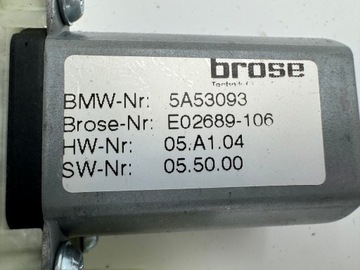 brose
BMW-Nr: 5A53093
Brose-Nr: E02689-106
HW-Nr: 05.A1.04
SW-Nr: 05.50.00